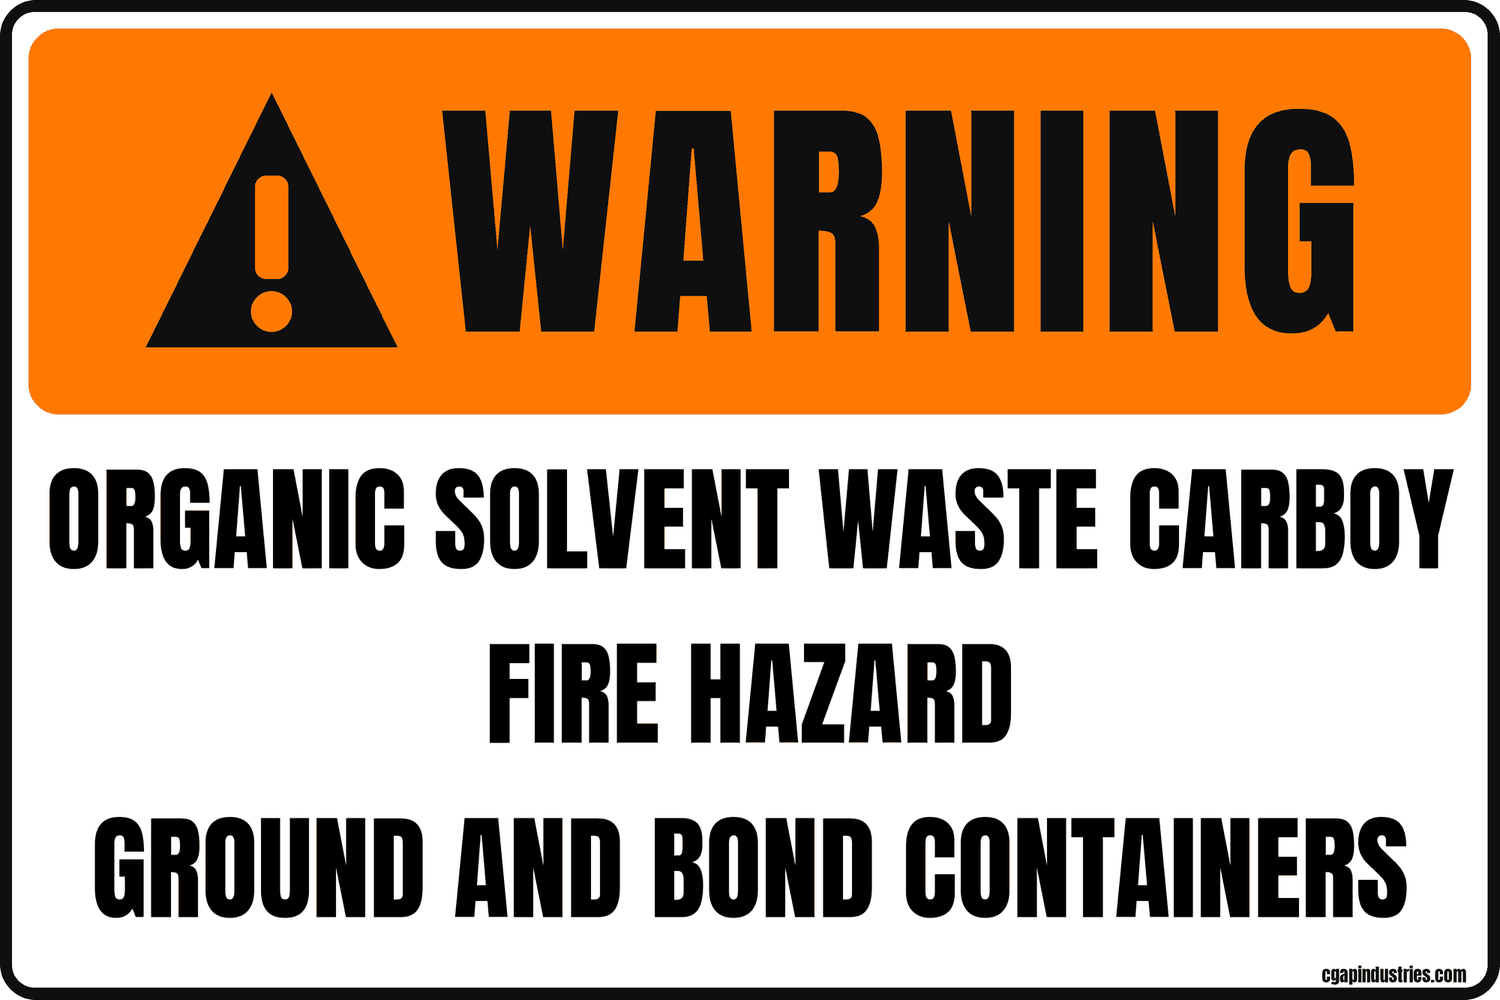 WARNING
ORGANIC SOLVENT WASTE CARBOY
FIRE HAZARD
GROUND AND BOND CONTAINERS
cgapindustries.com